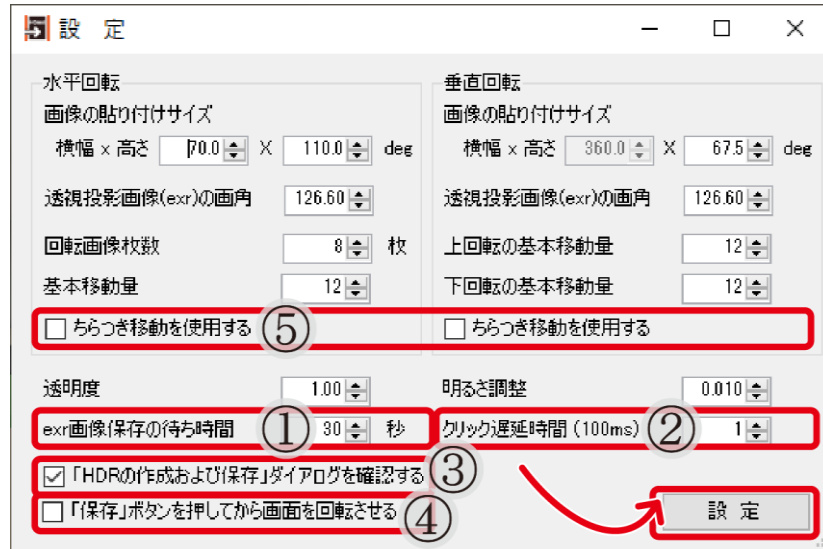 設 定
水平回転
画像の貼り付けサイズ
横幅 × 高さ 70.0 X 110.0 deg
透視投影画像(exr)の画角 126.60
回転画像枚数 8 枚
基本移動量 12
ちらつき移動を使用する ⑤
垂直回転
画像の貼り付けサイズ
横幅 × 高さ 360.0 X 67.5 deg
透視投影画像(exr)の画角 126.60
上回転の基本移動量 12
下回転の基本移動量 12
ちらつき移動を使用する
透明度 1.00
明るさ調整 0.010
exr画像保存の待ち時間 ① 30 秒
クリック遅延時間 (100ms) ② 1
「HDRの作成および保存」ダイアログを確認する ③
「保存」ボタンを押してから画面を回転させる ④
設 定